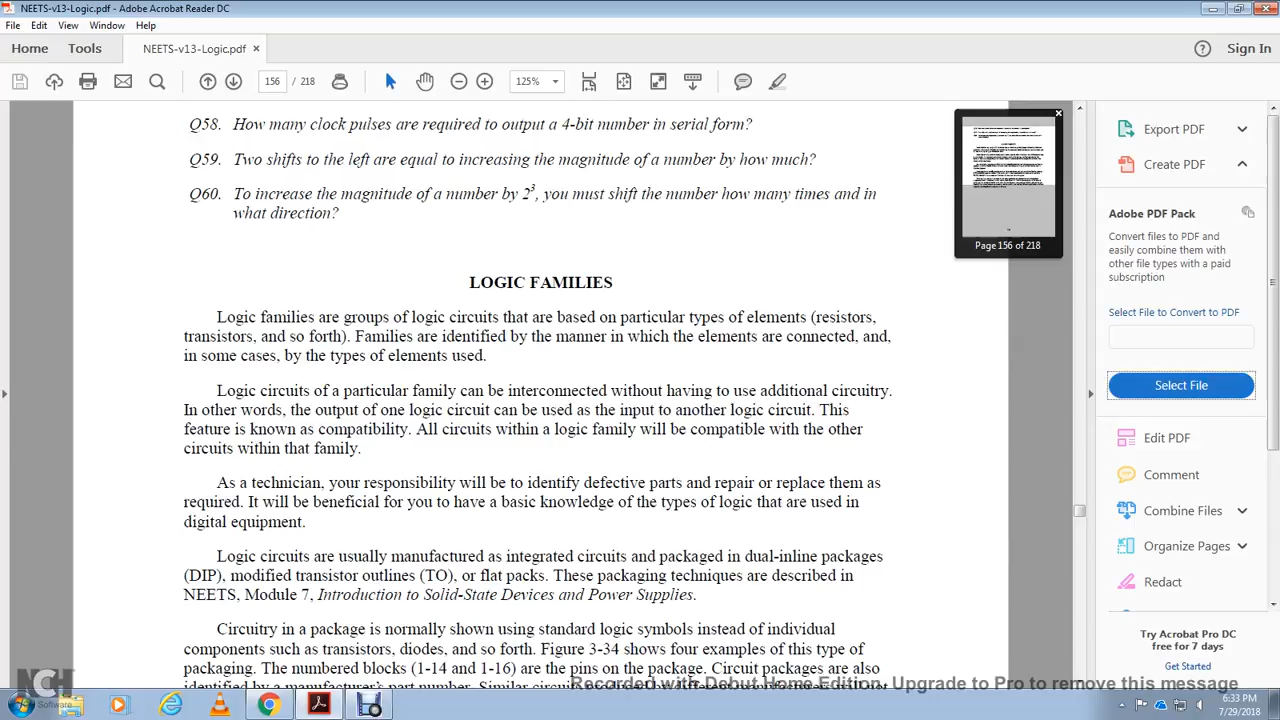 NEETS-v13-Logic.pdf - Adobe Acrobat Reader DC
File Edit View Window Help
Home Tools NEETS-v13-Logic.pdf × Sign In
156 / 218 125%
Q58. How many clock pulses are required to output a 4-bit number in serial form?
Q59. Two shifts to the left are equal to increasing the magnitude of a number by how much?
Q60. To increase the magnitude of a number by 2³, you must shift the number how many times and in
what direction?
LOGIC FAMILIES
Logic families are groups of logic circuits that are based on particular types of elements (resistors,
transistors, and so forth). Families are identified by the manner in which the elements are connected, and,
in some cases, by the types of elements used.
Logic circuits of a particular family can be interconnected without having to use additional circuitry.
In other words, the output of one logic circuit can be used as the input to another logic circuit. This
feature is known as compatibility. All circuits within a logic family will be compatible with the other
circuits within that family.
As a technician, your responsibility will be to identify defective parts and repair or replace them as
required. It will be beneficial for you to have a basic knowledge of the types of logic that are used in
digital equipment.
Logic circuits are usually manufactured as integrated circuits and packaged in dual-inline packages
(DIP), modified transistor outlines (TO), or flat packs. These packaging techniques are described in
NEETS, Module 7, Introduction to Solid-State Devices and Power Supplies.
Circuitry in a package is normally shown using standard logic symbols instead of individual
components such as transistors, diodes, and so forth. Figure 3-34 shows four examples of this type of
packaging. The numbered blocks (1-14 and 1-16) are the pins on the package. Circuit packages are also
identified by a manufacturer's part number. Similar
Page 156 of 218
Export PDF
Create PDF
Adobe PDF Pack
Convert files to PDF and
easily combine them with
other file types with a paid
subscription
Select File to Convert to PDF
Select File
Edit PDF
Comment
Combine Files
Organize Pages
Redact
Try Acrobat Pro DC
free for 7 days
Get Started
Recorded with Debut Home Edition. Upgrade to Pro to remove this message
NCH
Software
6:33 PM
7/29/2018